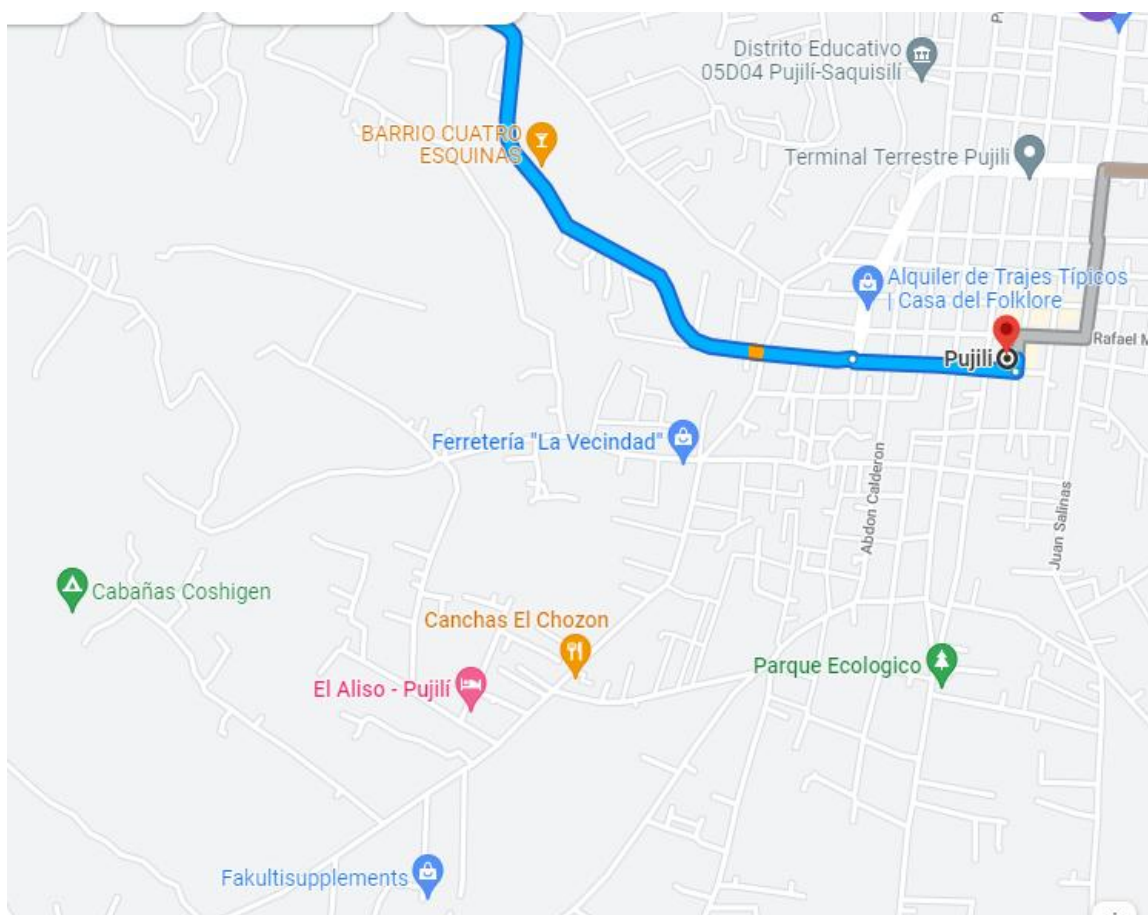 Distrito Educativo
05D04 Pujilí-Saquisilí
BARRIO CUATRO
ESQUINAS
Terminal Terrestre Pujili
Alquiler de Trajes Típicos
| Casa del Folklore
Rafael M
Pujili
Ferretería "La Vecindad"
Abdon Calderon
Juan Salinas
Cabañas Coshigen
Canchas El Chozon
Parque Ecologico
El Aliso - Pujilí
Fakultisupplements